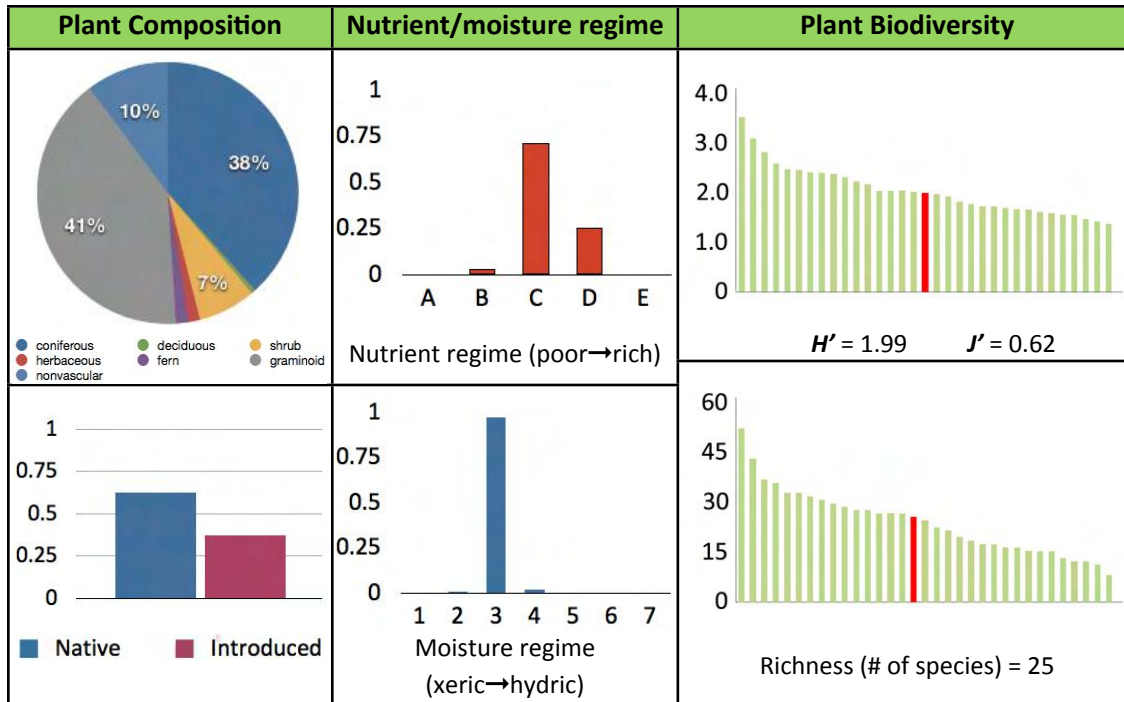 Plant Composition
Nutrient/moisture regime
Plant Biodiversity
10%
38%
41%
7%
coniferous
deciduous
shrub
herbaceous
fern
graminoid
nonvascular
1
0.75
0.5
0.25
0
A B C D E
Nutrient regime (poor→rich)
4.0
3.0
2.0
1.0
0
H' = 1.99 J' = 0.62
1
0.75
0.5
0.25
0
Native Introduced
1
0.75
0.5
0.25
0
1 2 3 4 5 6 7
Moisture regime
(xeric→hydric)
60
45
30
15
0
Richness (# of species) = 25